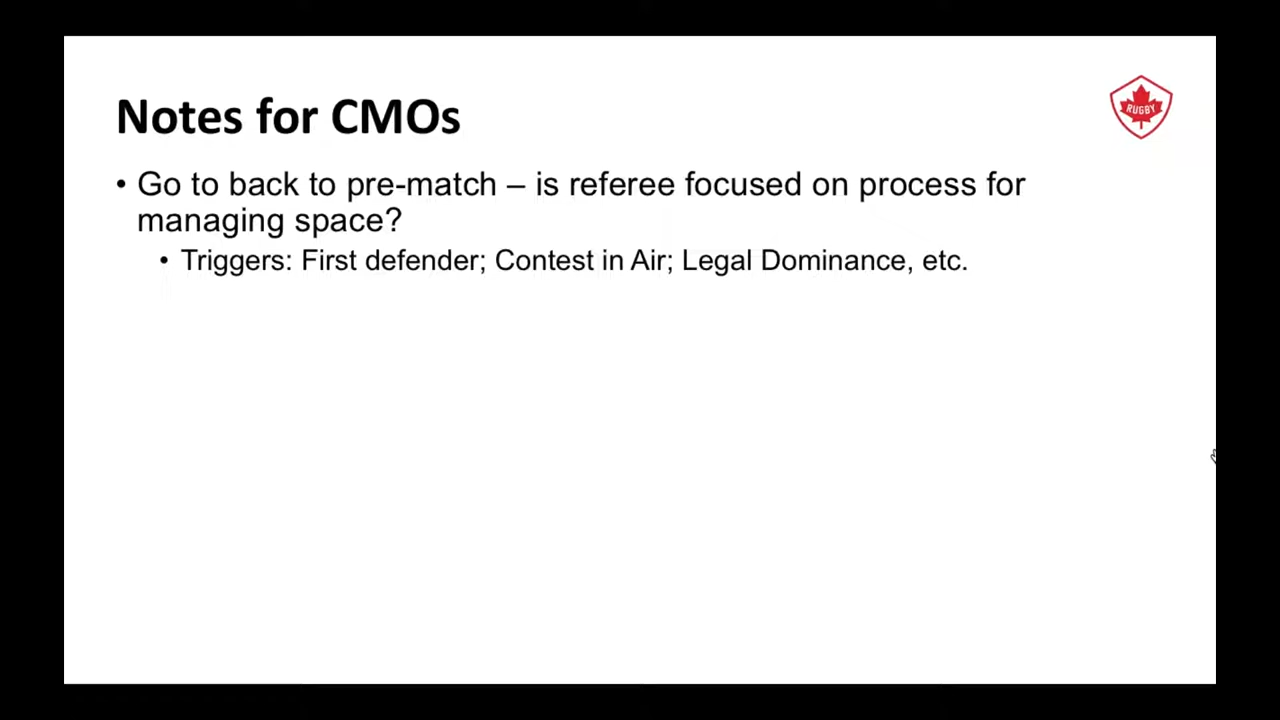 Notes for CMOs
RUGBY
• Go to back to pre-match – is referee focused on process for
managing space?
• Triggers: First defender; Contest in Air; Legal Dominance, etc.